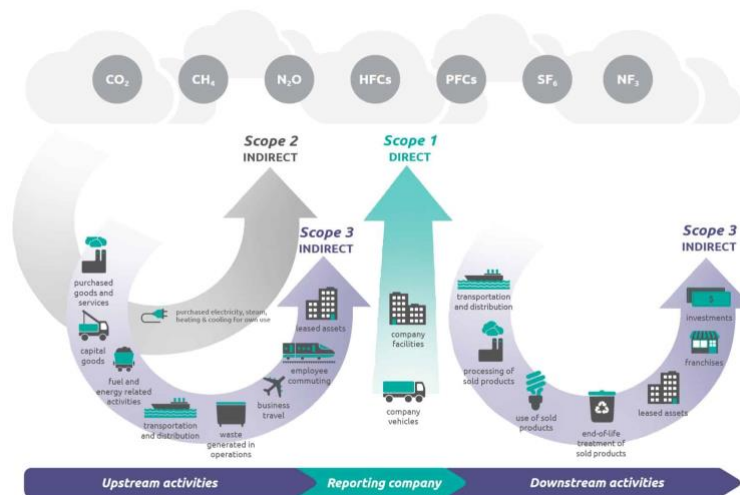 CO₂
CH₄
N₂O
HFCs
PFCs
SF₆
NF₃
Scope 2
INDIRECT
Scope 1
DIRECT
Scope 3
INDIRECT
Scope 3
INDIRECT
purchased
goods and
services
capital
goods
fuel and
energy related
activities
transportation
and distribution
waste
generated in
operations
business
travel
employee
commuting
leased assets
purchased electricity, steam,
heating & cooling for own use
company
facilities
company
vehicles
transportation
and distribution
processing of
sold products
use of sold
products
end-of-life
treatment of
sold products
leased assets
franchises
investments
$
Upstream activities
Reporting company
Downstream activities